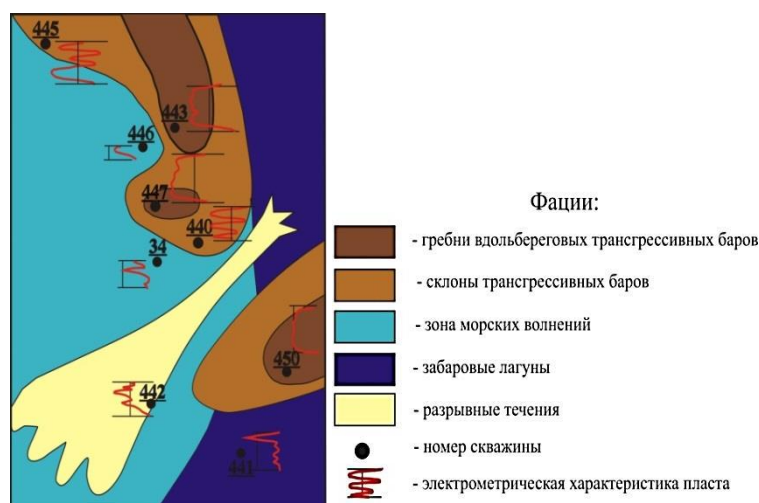 445
443
446
447
440
34
450
442
441
Фации:
- гребни вдольбереговых трансгрессивных баров
- склоны трансгрессивных баров
- зона морских волнений
- забаровые лагуны
- разрывные течения
- номер скважины
- электрометрическая характеристика пласта